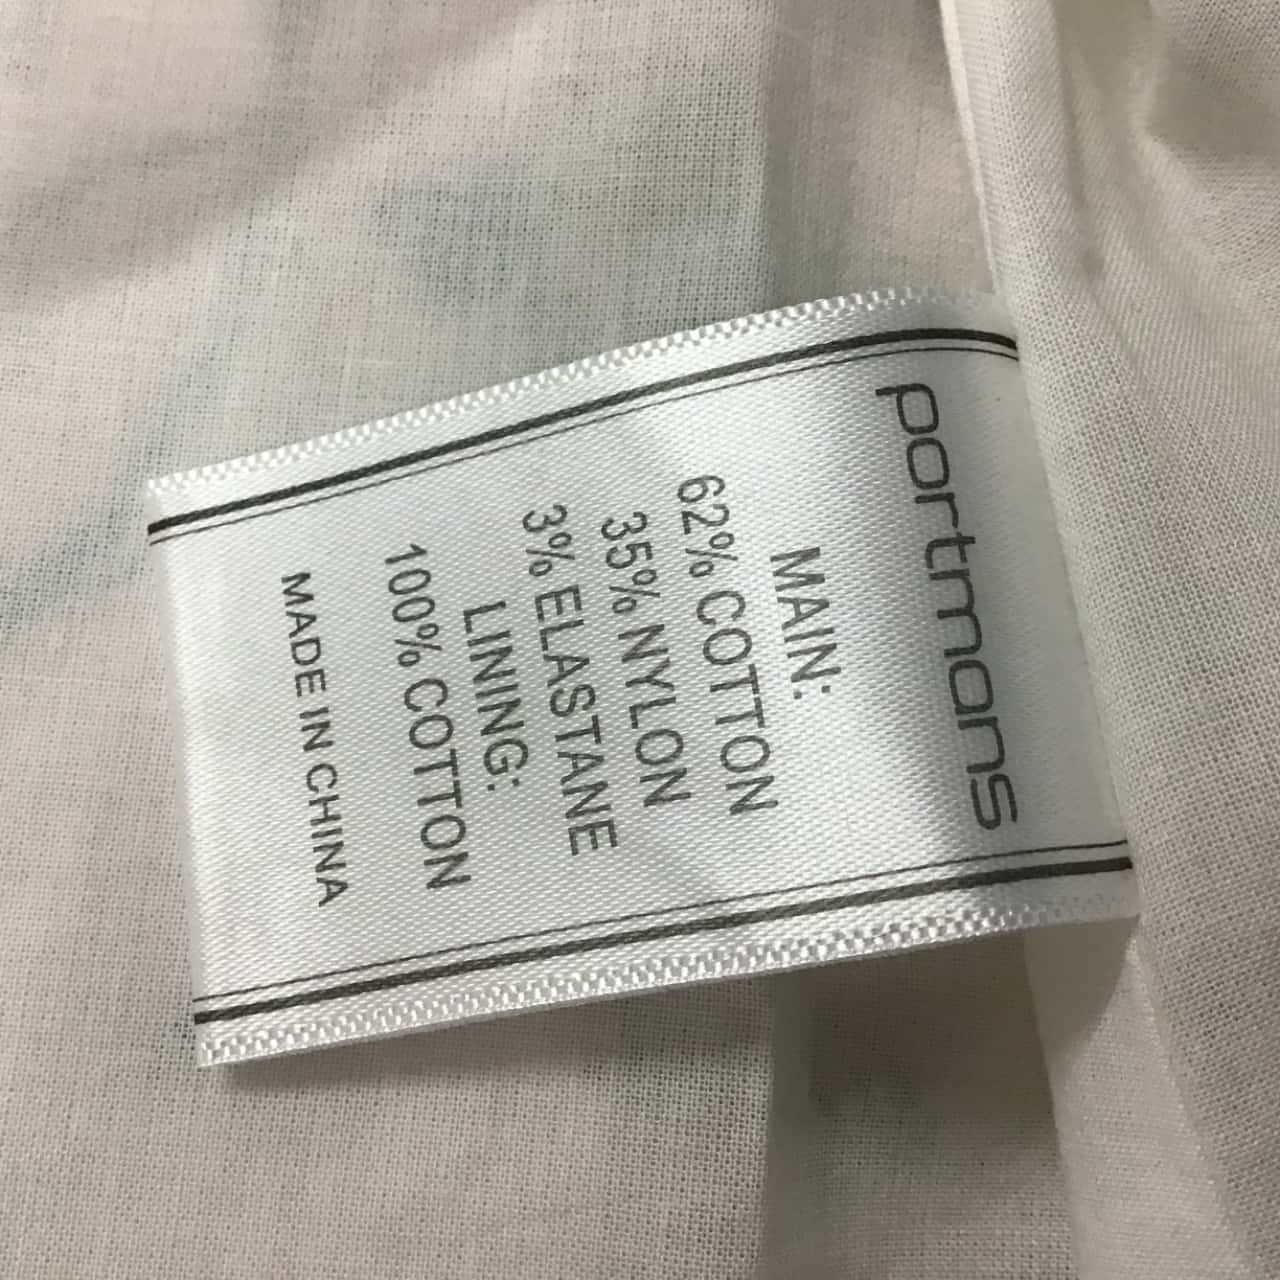 portmans
MAIN:
62% COTTON
35% NYLON
3% ELASTANE
LINING:
100% COTTON
MADE IN CHINA